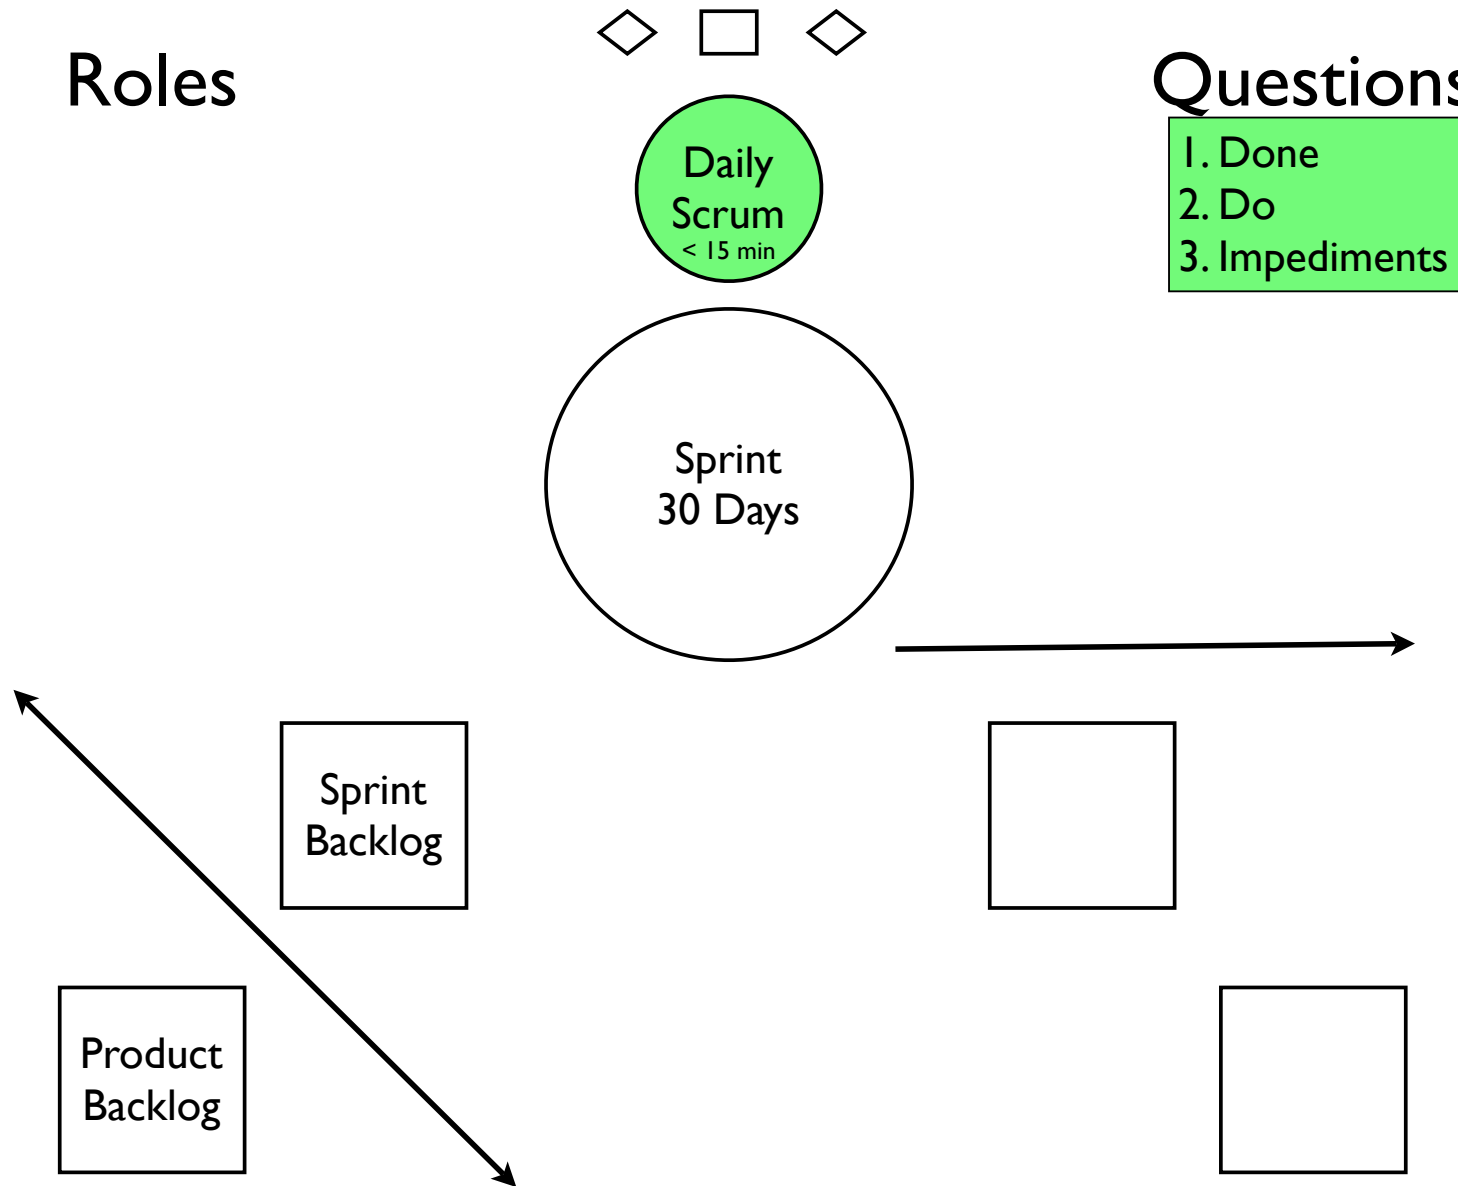 Roles
Questions
Daily
Scrum
< 15 min
1. Done
2. Do
3. Impediments
Sprint
30 Days
Sprint
Backlog
Product
Backlog